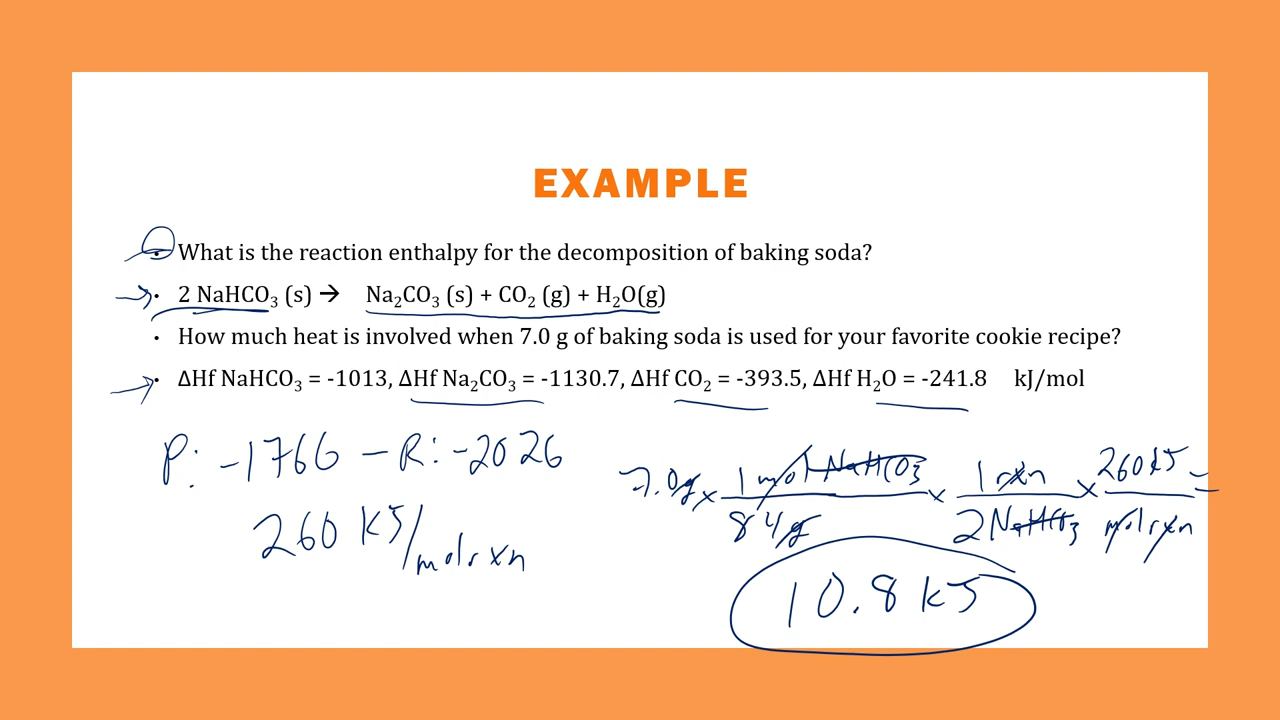 EXAMPLE
• What is the reaction enthalpy for the decomposition of baking soda?
• 2 NaHCO₃ (s) → Na₂CO₃ (s) + CO₂ (g) + H₂O(g)
• How much heat is involved when 7.0 g of baking soda is used for your favorite cookie recipe?
• ΔHf NaHCO₃ = -1013, ΔHf Na₂CO₃ = -1130.7, ΔHf CO₂ = -393.5, ΔHf H₂O = -241.8 kJ/mol
P: -1766 - R: -2026
260 kJ/mol rxn
7.0g × 1 mol NaHCO₃ × 1 rxn × 260 kJ =
84g 2 NaHCO₃ mol rxn
10.8 kJ